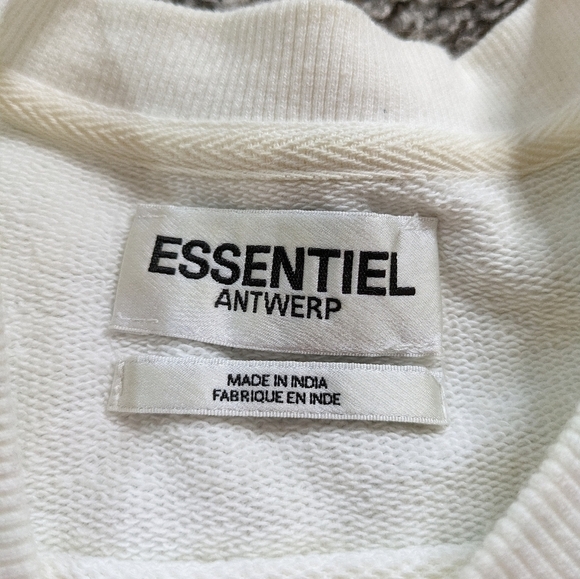 ESSENTIEL
ANTWERP
MADE IN INDIA
FABRIQUE EN INDE